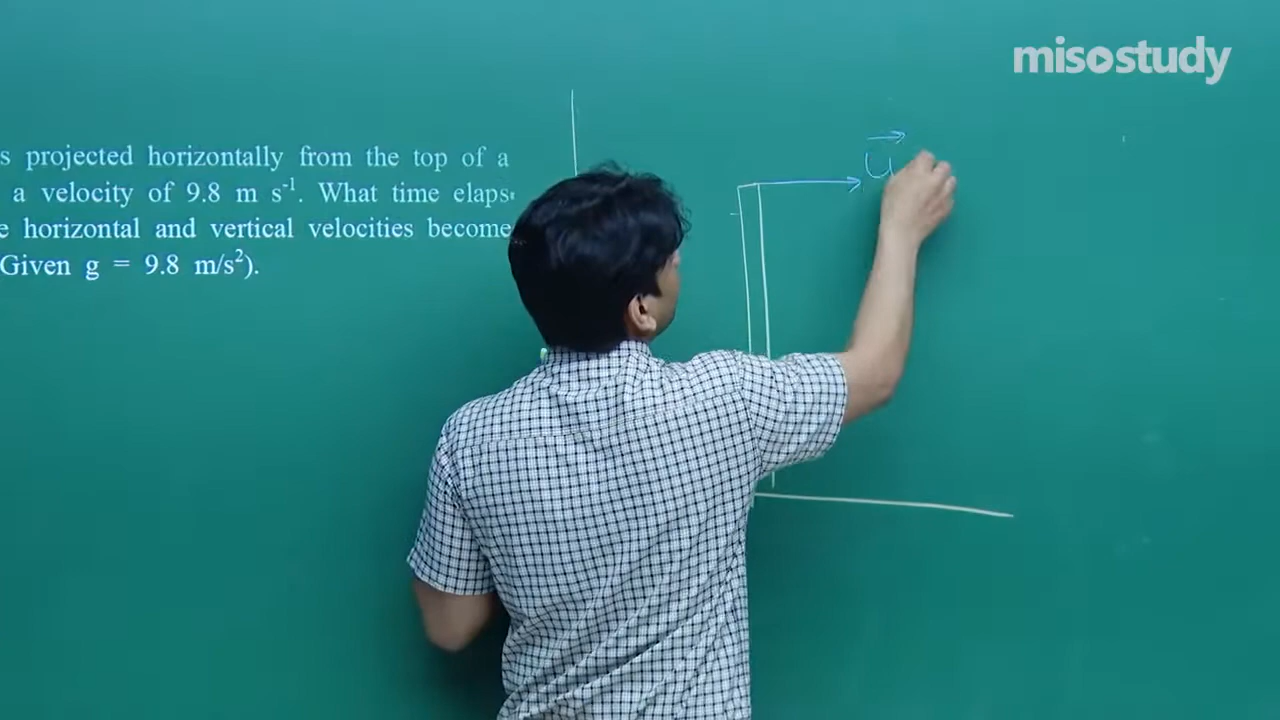 misostudy
s projected horizontally from the top of a
a velocity of 9.8 m s⁻¹. What time elaps-
e horizontal and vertical velocities become
(Given g = 9.8 m/s²).
u⃗